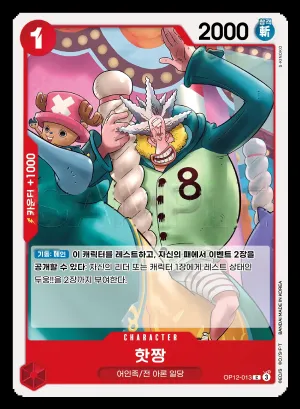 1
2000
참격
斬
8
⚡카운터 +1000
기동: 메인 이 캐릭터를 레스트하고, 자신의 패에서 이벤트 2장을
공개할 수 있다: 자신의 리더 또는 캐릭터 1장에게 레스트 상태인
두웅!!을 2장까지 부여한다.
CHARACTER
핫짱
어인족/전 아론 일당
OP12-013
3